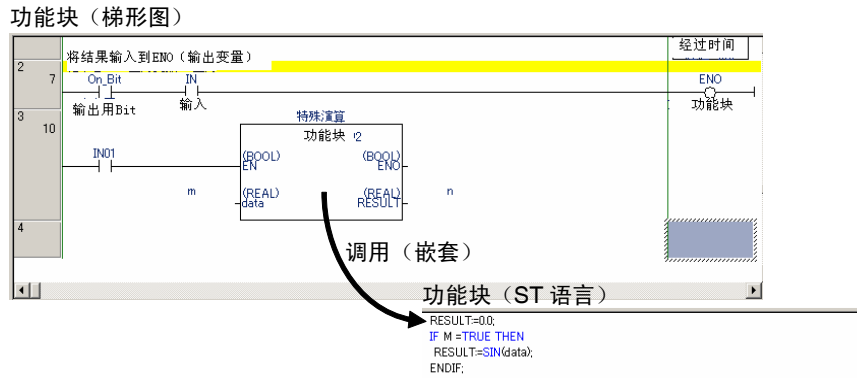 功能块（梯形图）
经过时间
将结果输入到ENO（输出变量）
2
7
On_Bit
IN
ENO
输出用Bit
输入
功能块
3
10
特殊演算
功能块
IN01
(BOOL)
(BOOL)
EN
ENO
m
(REAL)
(REAL)
n
data
RESULT
4
调用（嵌套）
功能块（ST 语言）
RESULT:=0.0;
IF M =TRUE THEN
RESULT:=SIN(data);
ENDIF;